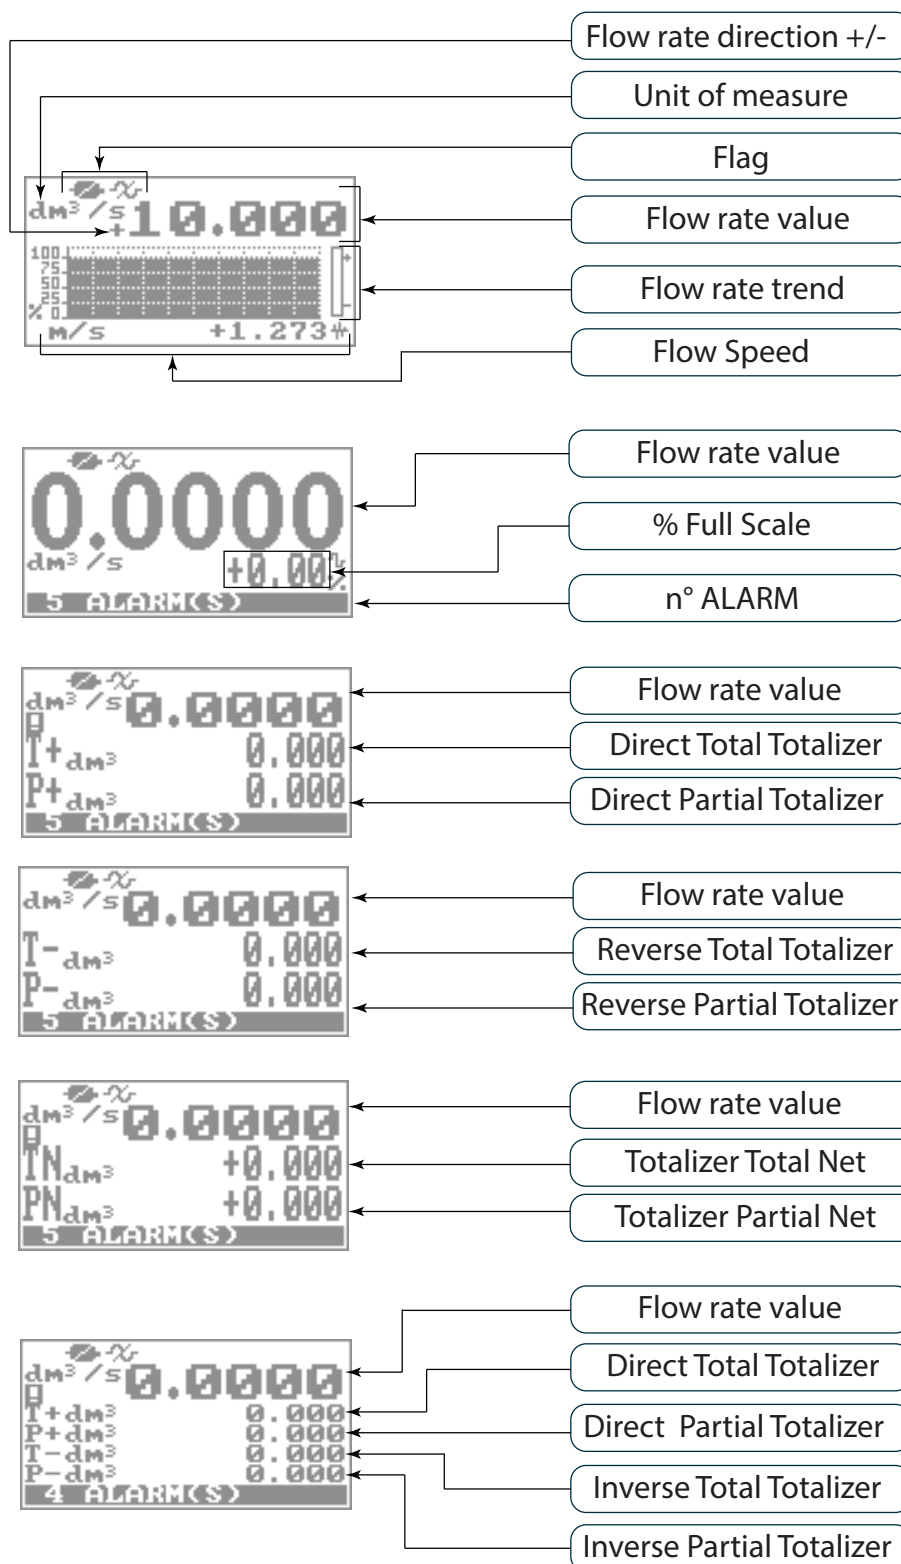 Flow rate direction +/-
Unit of measure
Flag
Flow rate value
Flow rate trend
Flow Speed
dm³/s +10.000
100
75
50
25
% 0
+
-
m/s +1.273
Flow rate value
% Full Scale
n° ALARM
0.0000
dm³/s +0.00 %
5 ALARM(S)
Flow rate value
Direct Total Totalizer
Direct Partial Totalizer
dm³/s 0.0000
T+dm³ 0.000
P+dm³ 0.000
5 ALARM(S)
Flow rate value
Reverse Total Totalizer
Reverse Partial Totalizer
dm³/s 0.0000
T-dm³ 0.000
P-dm³ 0.000
5 ALARM(S)
Flow rate value
Totalizer Total Net
Totalizer Partial Net
dm³/s 0.0000
TNdm³ +0.000
PNdm³ +0.000
5 ALARM(S)
Flow rate value
Direct Total Totalizer
Direct Partial Totalizer
Inverse Total Totalizer
Inverse Partial Totalizer
dm³/s 0.0000
T+dm³ 0.000
P+dm³ 0.000
T-dm³ 0.000
P-dm³ 0.000
4 ALARM(S)